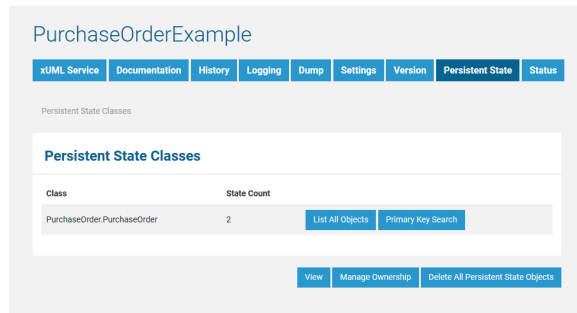 PurchaseOrderExample
xUML Service Documentation History Logging Dump Settings Version Persistent State Status
Persistent State Classes
Persistent State Classes
Class State Count
PurchaseOrder.PurchaseOrder 2 List All Objects Primary Key Search
View Manage Ownership Delete All Persistent State Objects